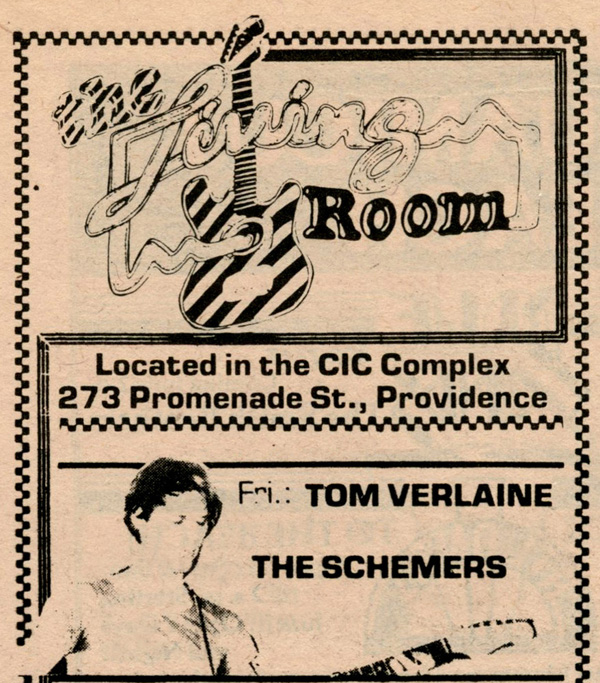 the Living
Room
Located in the CIC Complex
273 Promenade St., Providence
Fri.: TOM VERLAINE
THE SCHEMERS